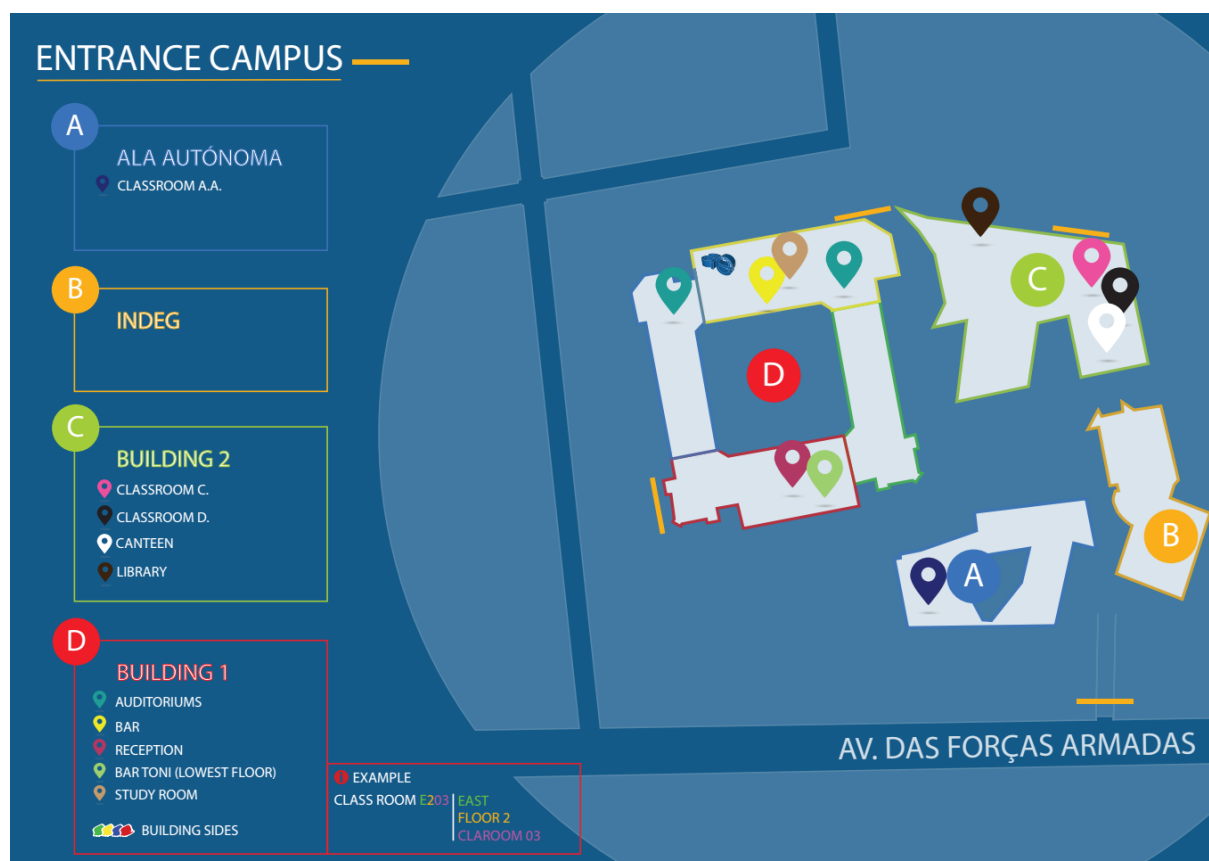 ENTRANCE CAMPUS
A
ALA AUTÓNOMA
CLASSROOM A.A.
B
INDEG
C
BUILDING 2
CLASSROOM C.
CLASSROOM D.
CANTEEN
LIBRARY
D
BUILDING 1
AUDITORIUMS
BAR
RECEPTION
BAR TONI (LOWEST FLOOR)
STUDY ROOM
BUILDING SIDES
EXAMPLE
CLASS ROOM E203
EAST
FLOOR 2
CLAROOM 03
C
D
B
A
AV. DAS FORÇAS ARMADAS